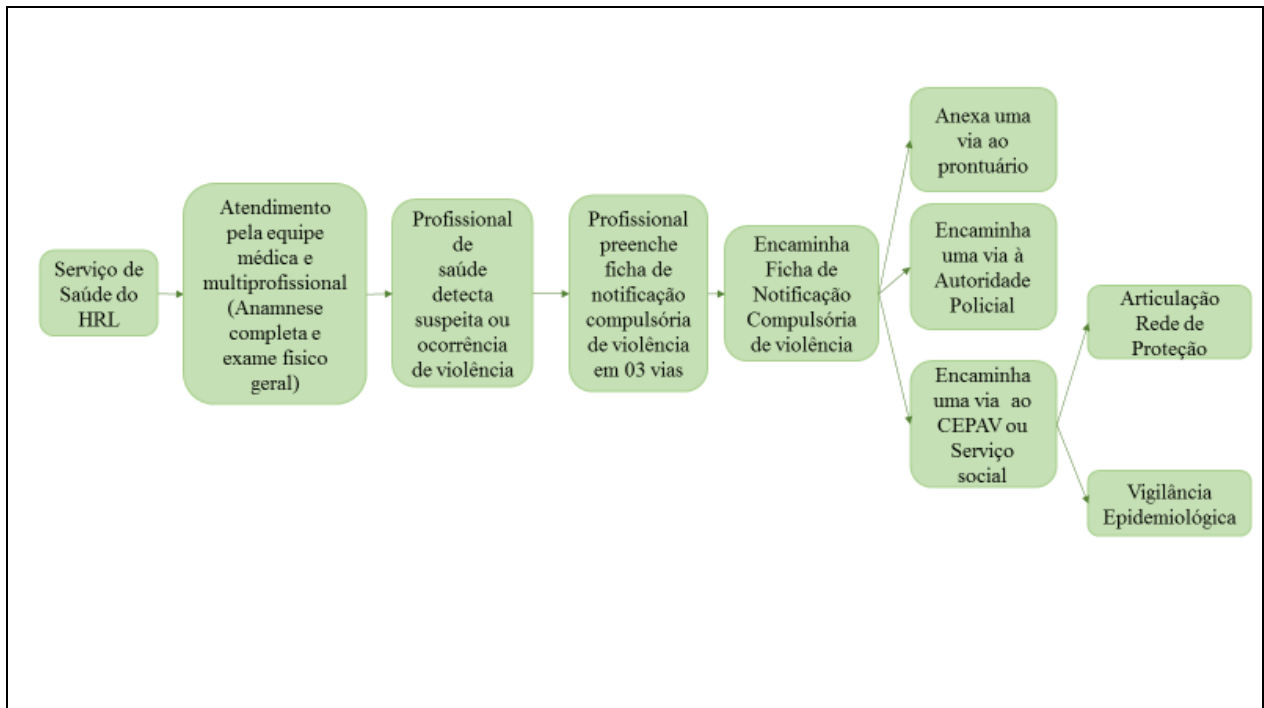 Serviço de
Saúde do
HRL
Atendimento
pela equipe
médica e
multiprofissional
(Anamnese
completa e
exame fisico
geral)
Profissional
de
saúde
detecta
suspeita ou
ocorrência
de violência
Profissional
preenche
ficha de
notificação
compulsória
de violência
em 03 vias
Encaminha
Ficha de
Notificação
Compulsória
de violência
Anexa uma
via ao
prontuário
Encaminha
uma via à
Autoridade
Policial
Encaminha
uma via ao
CEPAV ou
Serviço
social
Articulação
Rede de
Proteção
Vigilância
Epidemiológica